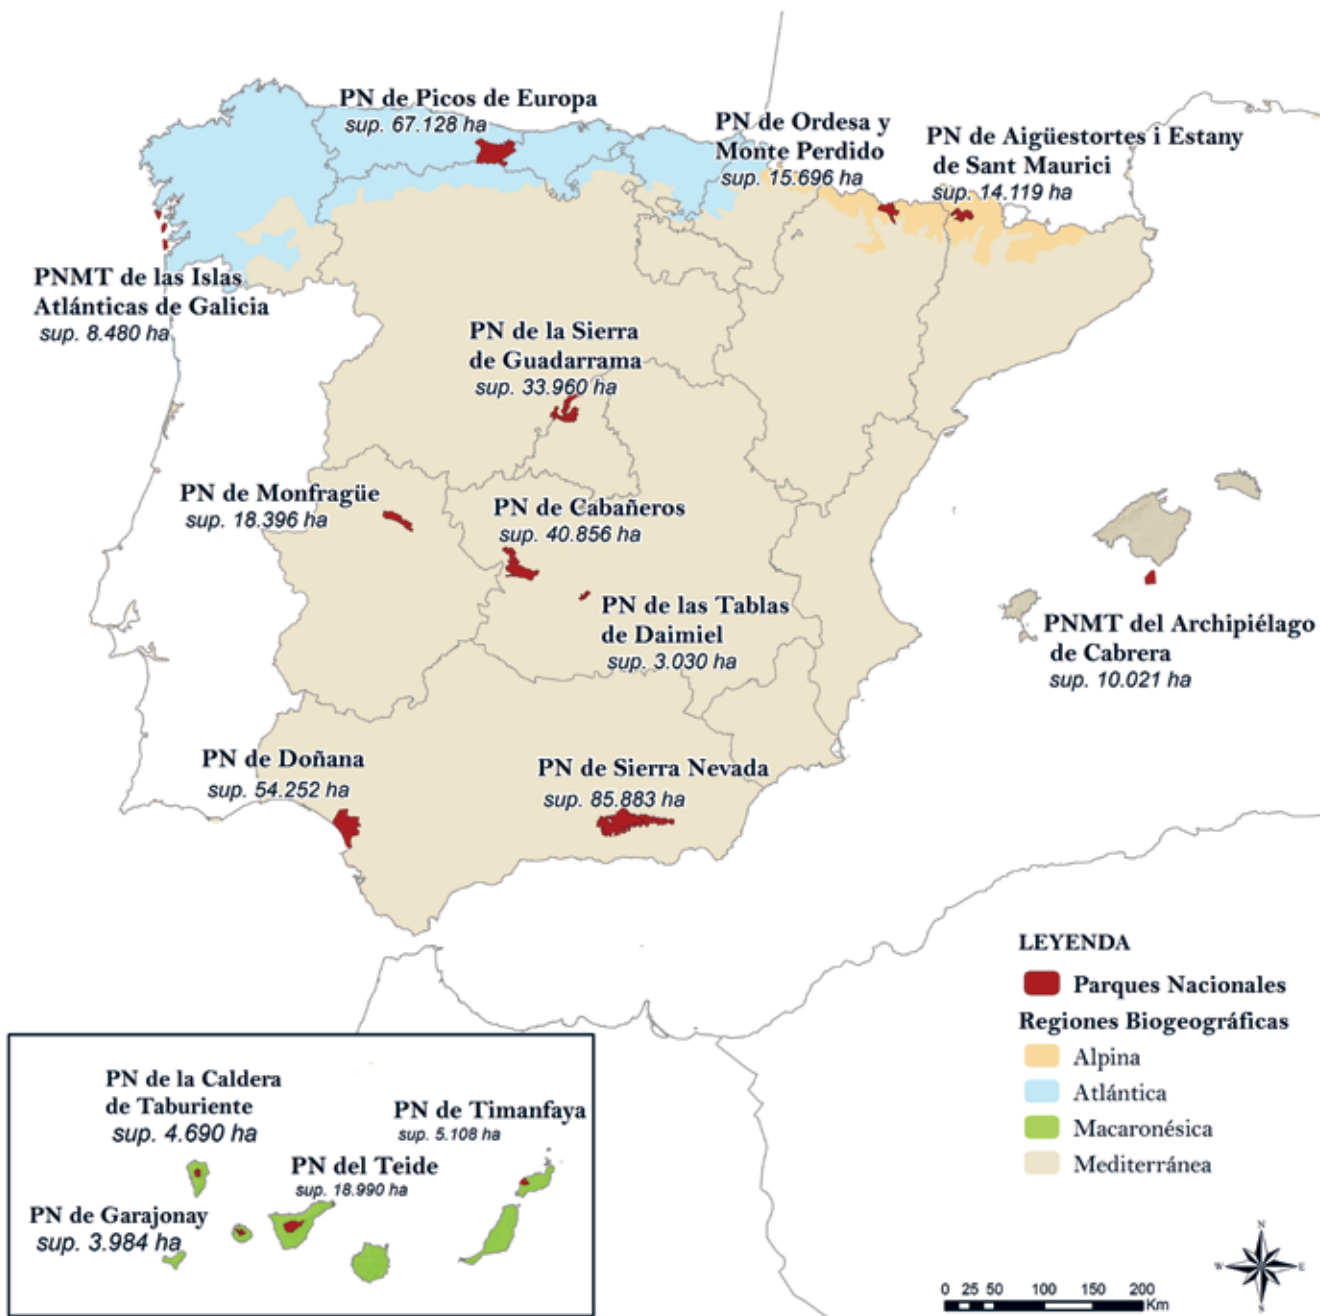 PN de Picos de Europa
sup. 67.128 ha
PN de Ordesa y
Monte Perdido
sup. 15.696 ha
PN de Aigüestortes i Estany
de Sant Maurici
sup. 14.119 ha
PNMT de las Islas
Atlánticas de Galicia
sup. 8.480 ha
PN de la Sierra
de Guadarrama
sup. 33.960 ha
PN de Monfragüe
sup. 18.396 ha
PN de Cabañeros
sup. 40.856 ha
PN de las Tablas
de Daimiel
sup. 3.030 ha
PNMT del Archipiélago
de Cabrera
sup. 10.021 ha
PN de Doñana
sup. 54.252 ha
PN de Sierra Nevada
sup. 85.883 ha
LEYENDA
Parques Nacionales
Regiones Biogeográficas
Alpina
Atlántica
Macaronésica
Mediterránea
PN de la Caldera
de Taburiente
sup. 4.690 ha
PN de Timanfaya
sup. 5.108 ha
PN del Teide
sup. 18.990 ha
PN de Garajonay
sup. 3.984 ha
N
W E
S
0 25 50 100 150 200
Km